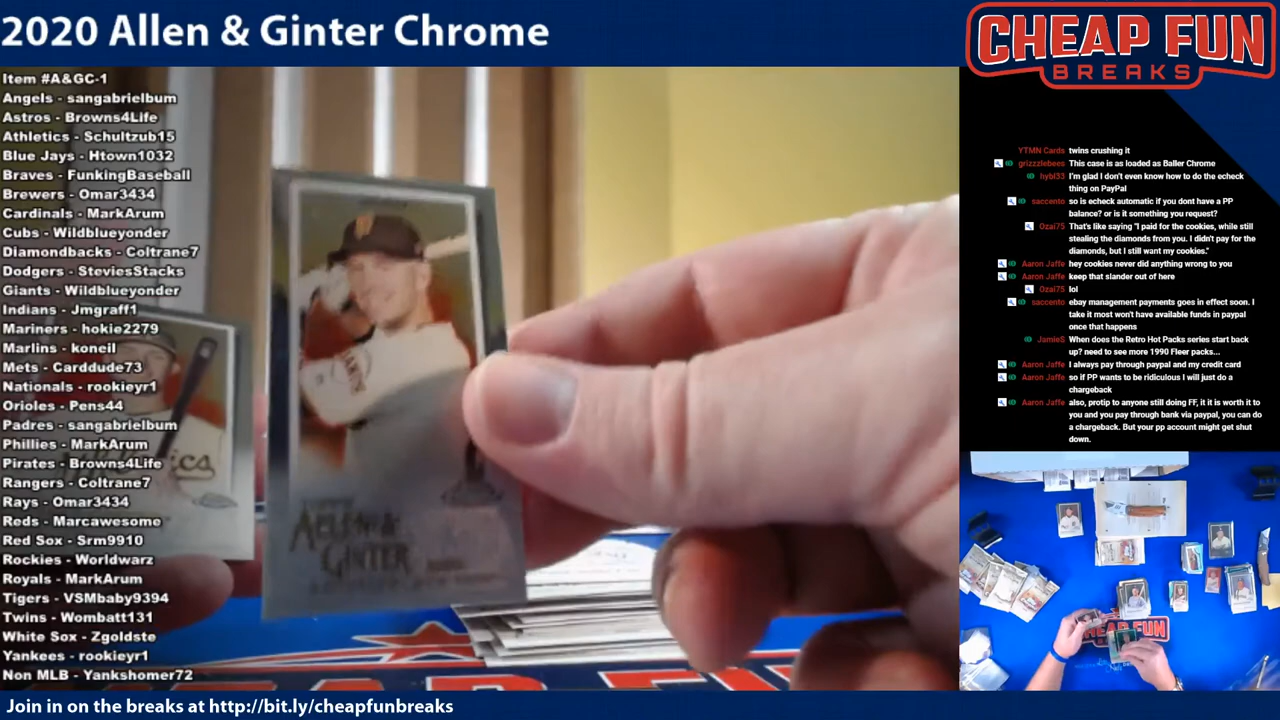 2020 Allen & Ginter Chrome
CHEAP FUN
BREAKS
Item #A&GC-1
Angels - sangabrielbum
Astros - Browns4Life
Athletics - Schultzub15
Blue Jays - Htown1032
Braves - FunkingBaseball
Brewers - Omar3434
Cardinals - MarkArum
Cubs - Wildblueyonder
Diamondbacks - Coltrane7
Dodgers - SteviesStacks
Giants - Wildblueyonder
Indians - Jmgraff1
Mariners - hokie2279
Marlins - koneil
Mets - Carddude73
Nationals - rookieyr1
Orioles - Pens44
Padres - sangabrielbum
Phillies - MarkArum
Pirates - Browns4Life
Rangers - Coltrane7
Rays - Omar3434
Reds - Marcawesome
Red Sox - Srm9910
Rockies - Worldwarz
Royals - MarkArum
Tigers - VSMbaby9394
Twins - Wombatt131
White Sox - Zgoldste
Yankees - rookieyr1
Non MLB - Yankshomer72
ALLEN &
GINTER
YTMN Cards twins crushing it
grizzzlebees This case is as loaded as Baller Chrome
hybl33 I'm glad I don't even know how to do the echeck
thing on PayPal
saccento so is echeck automatic if you dont have a PP
balance? or is it something you request?
Ozai75 That's like saying "I paid for the cookies, while still
stealing the diamonds from you. I didn't pay for the
diamonds, but I still want my cookies."
Aaron Jaffe hey cookies never did anything wrong to you
Aaron Jaffe keep that slander out of here
Ozai75 lol
saccento ebay management payments goes in effect soon. I
take it most won't have available funds in paypal
once that happens
JamieS When does the Retro Hot Packs series start back
up? need to see more 1990 Fleer packs...
Aaron Jaffe I always pay through paypal and my credit card
Aaron Jaffe so if PP wants to be ridiculous I will just do a
chargeback
Aaron Jaffe also, protip to anyone still doing FF, it it is worth it to
you and you pay through bank via paypal, you can do
a chargeback. But your pp account might get shut
down.
CHEAP FUN
Join in on the breaks at http://bit.ly/cheapfunbreaks